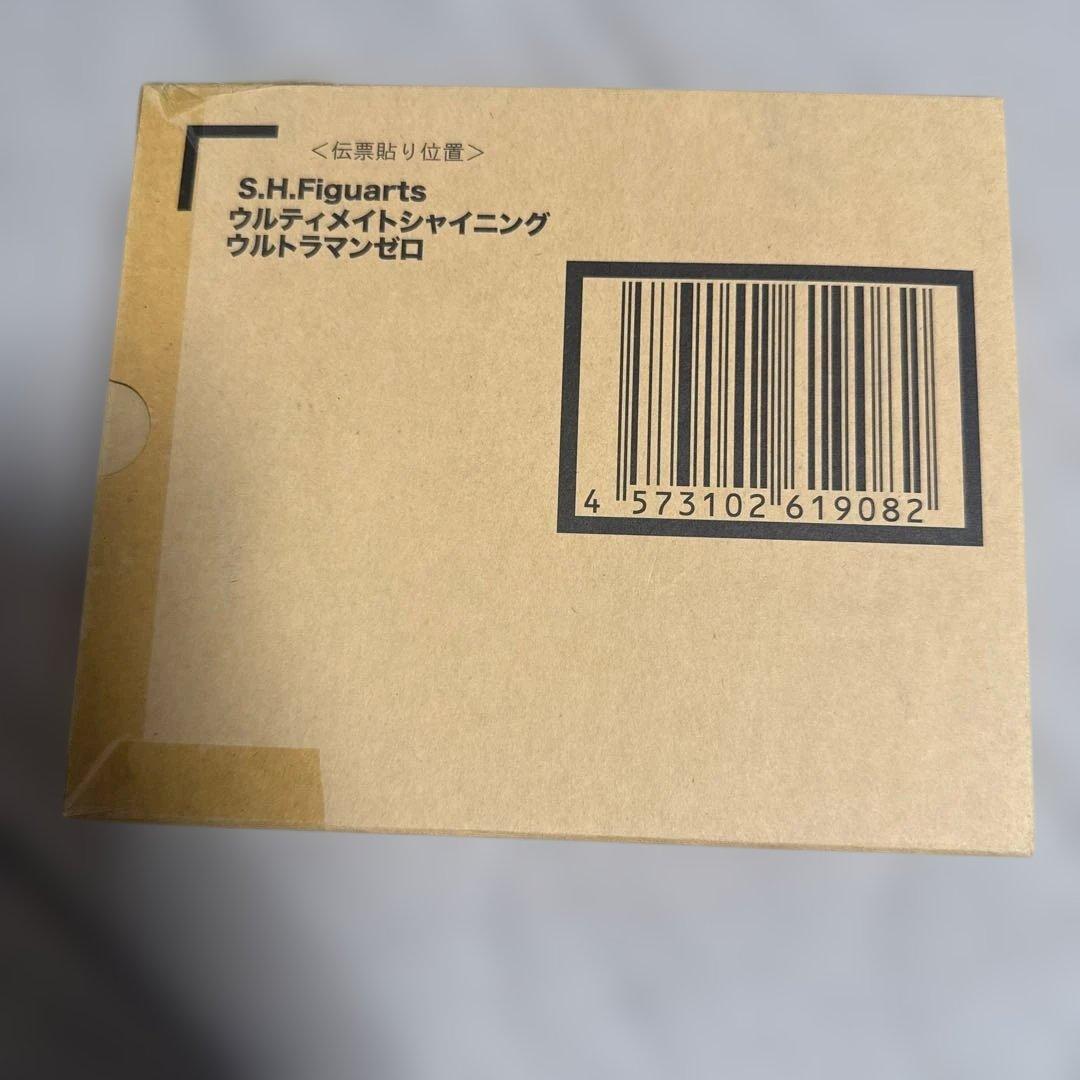 ＜伝票貼り位置＞
S.H.Figuarts
ウルティメイトシャイニング
ウルトラマンゼロ
4 573102 619082